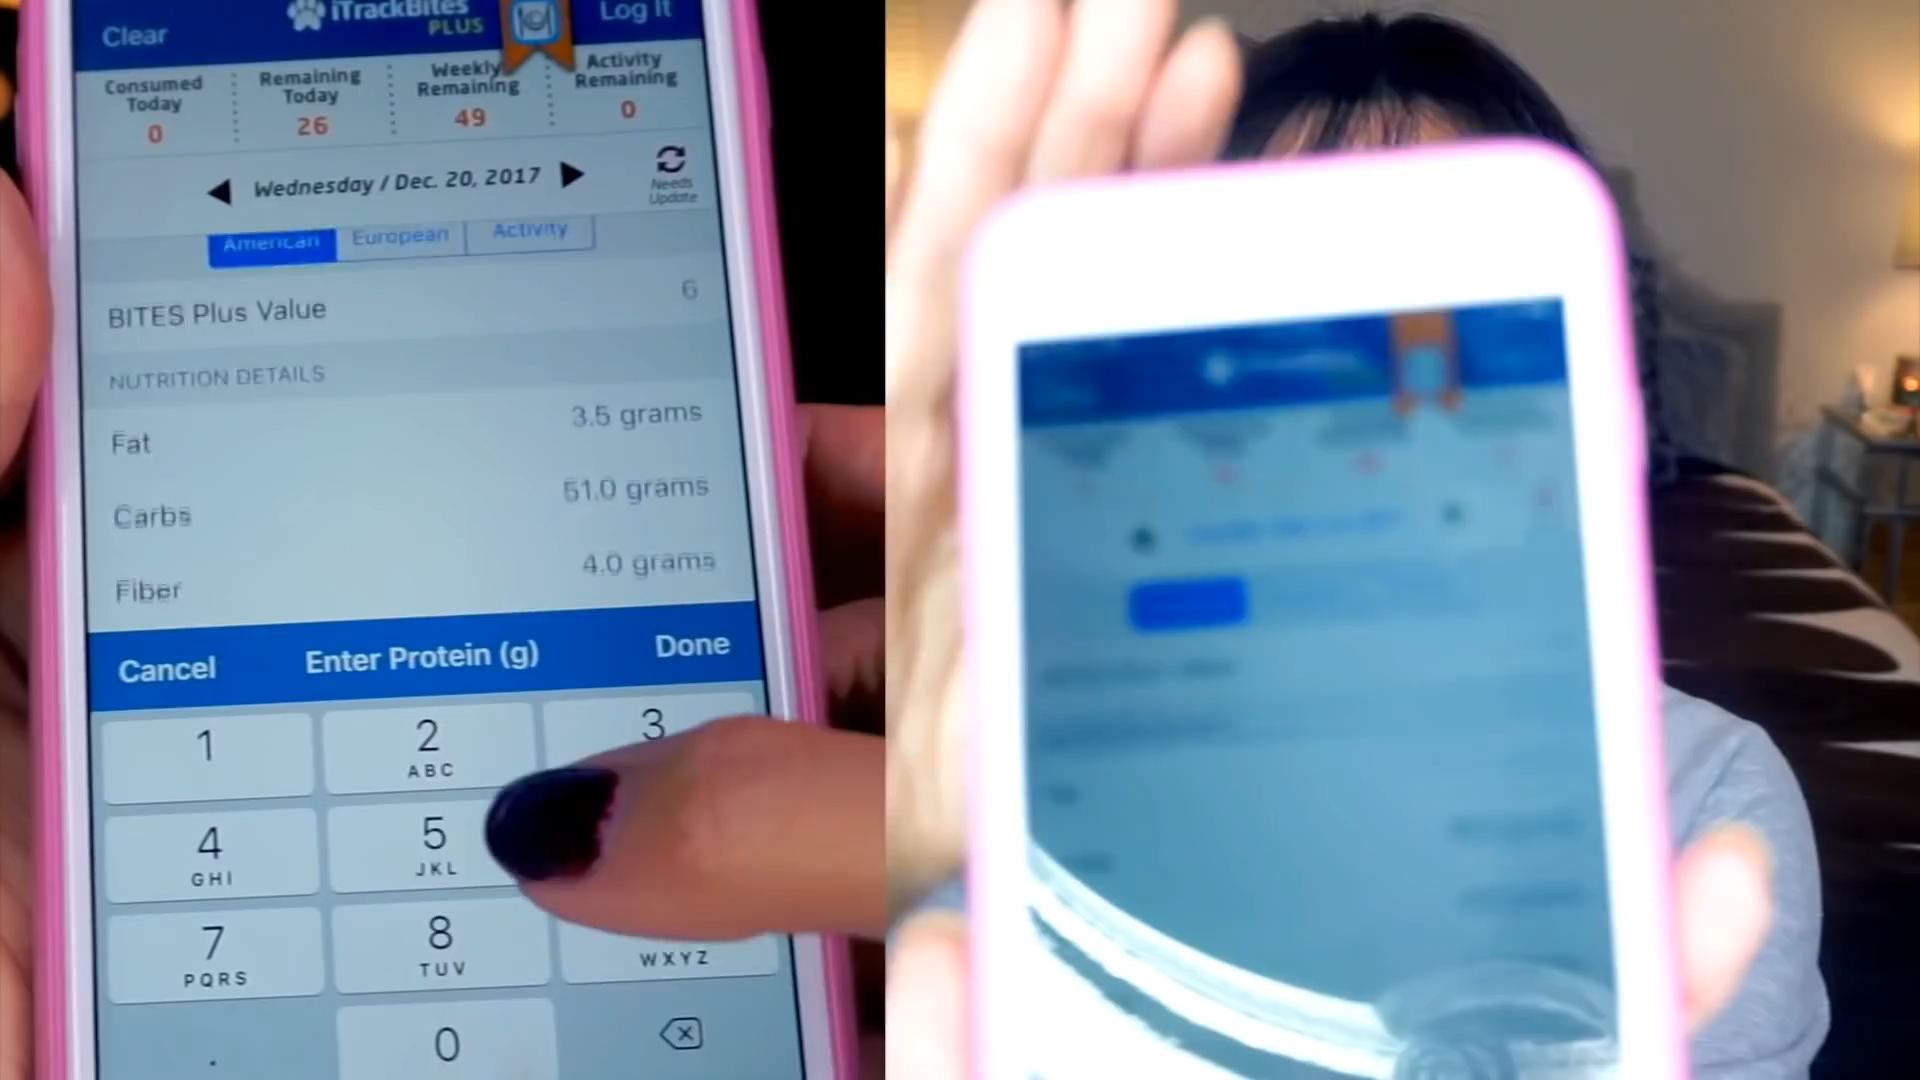 Clear
iTrackBites
PLUS
Log It
Consumed
Today
0
Remaining
Today
26
Weekly
Remaining
49
Activity
Remaining
0
Wednesday / Dec. 20, 2017
Needs
Update
American
European
Activity
BITES Plus Value
6
NUTRITION DETAILS
Fat
3.5 grams
Carbs
51.0 grams
Fiber
4.0 grams
Cancel
Enter Protein (g)
Done
1
2
ABC
3
4
GHI
5
JKL
7
PQRS
8
TUV
WXYZ
.
0